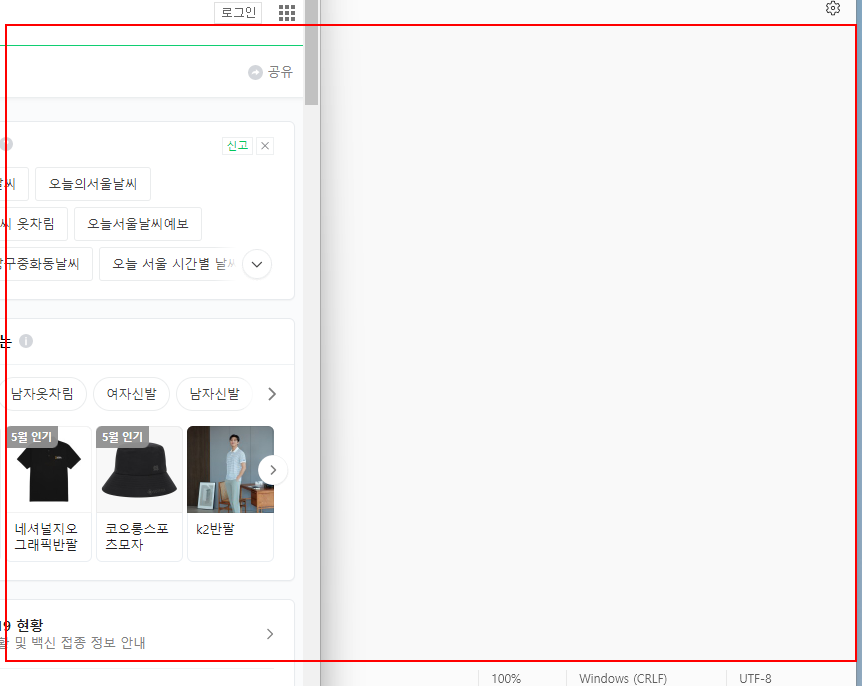 로그인
공유
신고
오늘의서울날씨
옷차림
오늘서울날씨예보
구중화동날씨
오늘 서울 시간별 날씨
는
남자옷차림
여자신발
남자신발
5월 인기
5월 인기
네셔널지오
그래픽반팔
코오롱스포
츠모자
k2반팔
19 현황
및 백신 접종 정보 안내
100%
Windows (CRLF)
UTF-8